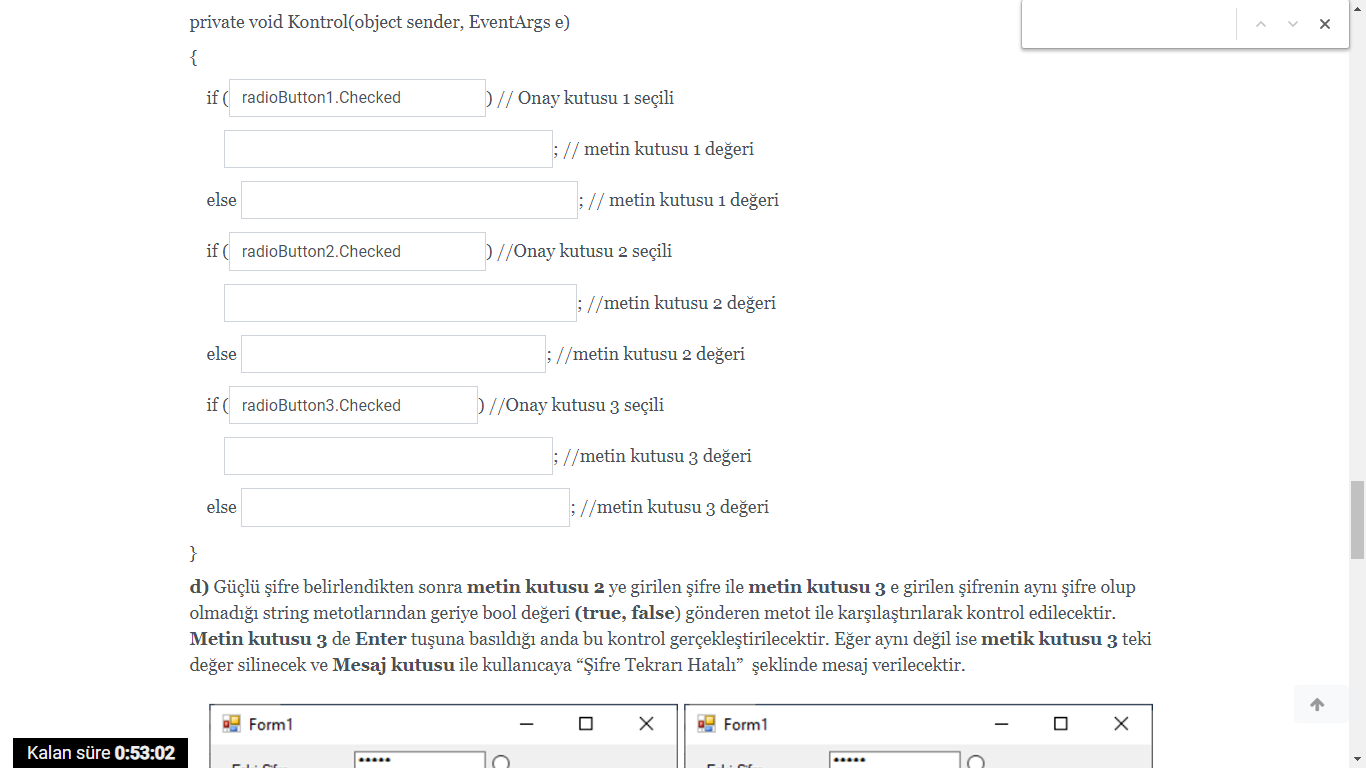 private void Kontrol(object sender, EventArgs e)
{
if ( radioButton1.Checked ) // Onay kutusu 1 seçili
; // metin kutusu 1 değeri
else ; // metin kutusu 1 değeri
if ( radioButton2.Checked ) //Onay kutusu 2 seçili
; //metin kutusu 2 değeri
else ; //metin kutusu 2 değeri
if ( radioButton3.Checked ) //Onay kutusu 3 seçili
; //metin kutusu 3 değeri
else ; //metin kutusu 3 değeri
}
d) Güçlü şifre belirlendikten sonra metin kutusu 2 ye girilen şifre ile metin kutusu 3 e girilen şifrenin aynı şifre olup
olmadığı string metotlarından geriye bool değeri (true, false) gönderen metot ile karşılaştırılarak kontrol edilecektir.
Metin kutusu 3 de Enter tuşuna basıldığı anda bu kontrol gerçekleştirilecektir. Eğer aynı değil ise metik kutusu 3 teki
değer silinecek ve Mesaj kutusu ile kullanıcaya “Şifre Tekrarı Hatalı” şeklinde mesaj verilecektir.
Form1 Form1
Kalan süre 0:53:02